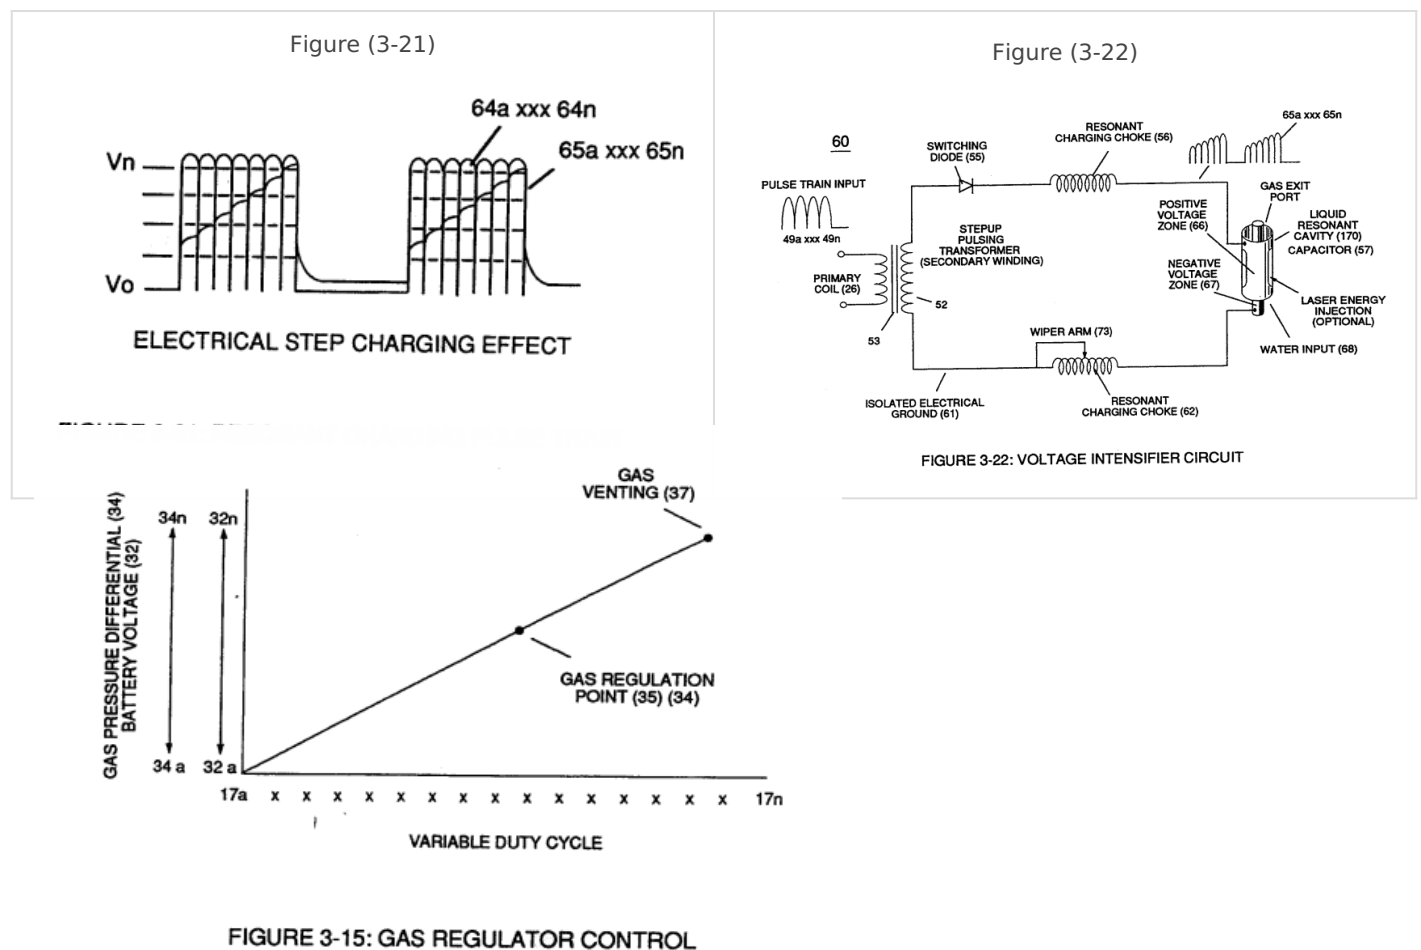 Figure (3-21)
64a xxx 64n
65a xxx 65n
Vn
Vo
ELECTRICAL STEP CHARGING EFFECT
Figure (3-22)
60
65a xxx 65n
RESONANT
CHARGING CHOKE (56)
SWITCHING
DIODE (55)
PULSE TRAIN INPUT
49a xxx 49n
GAS EXIT
PORT
POSITIVE
VOLTAGE
ZONE (66)
LIQUID
RESONANT
CAVITY (170)
CAPACITOR (57)
STEPUP
PULSING
TRANSFORMER
(SECONDARY WINDING)
NEGATIVE
VOLTAGE
ZONE (67)
PRIMARY
COIL (26)
52
53
LASER ENERGY
INJECTION
(OPTIONAL)
WIPER ARM (73)
WATER INPUT (68)
ISOLATED ELECTRICAL
GROUND (61)
RESONANT
CHARGING CHOKE (62)
FIGURE 3-22: VOLTAGE INTENSIFIER CIRCUIT
GAS
VENTING (37)
GAS PRESSURE DIFFERENTIAL (34)
BATTERY VOLTAGE (32)
34n 32n
GAS REGULATION
POINT (35) (34)
34 a 32 a
17a x x x x x x x x x x x x x x x 17n
VARIABLE DUTY CYCLE
FIGURE 3-15: GAS REGULATOR CONTROL